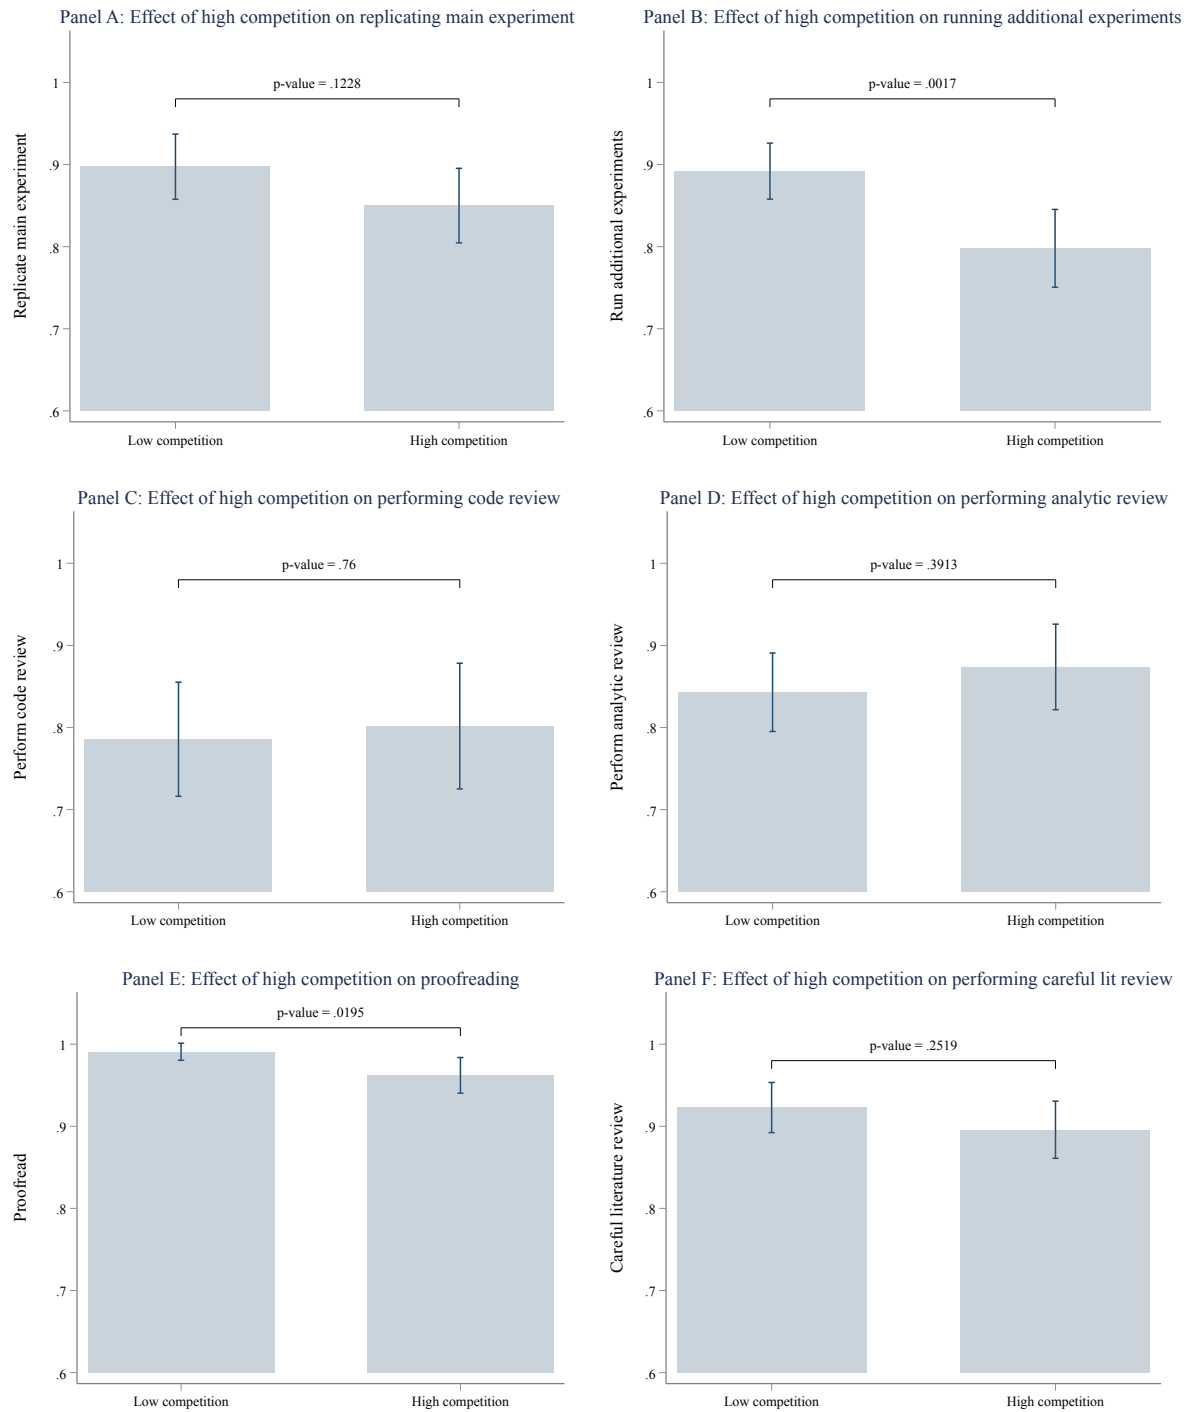 Panel A: Effect of high competition on replicating main experiment
p-value = .1228
Replicate main experiment
1
.9
.8
.7
.6
Low competition
High competition
Panel B: Effect of high competition on running additional experiments
p-value = .0017
Run additional experiments
1
.9
.8
.7
.6
Low competition
High competition
Panel C: Effect of high competition on performing code review
p-value = .76
Perform code review
1
.9
.8
.7
.6
Low competition
High competition
Panel D: Effect of high competition on performing analytic review
p-value = .3913
Perform analytic review
1
.9
.8
.7
.6
Low competition
High competition
Panel E: Effect of high competition on proofreading
p-value = .0195
Proofread
1
.9
.8
.7
.6
Low competition
High competition
Panel F: Effect of high competition on performing careful lit review
p-value = .2519
Careful literature review
1
.9
.8
.7
.6
Low competition
High competition